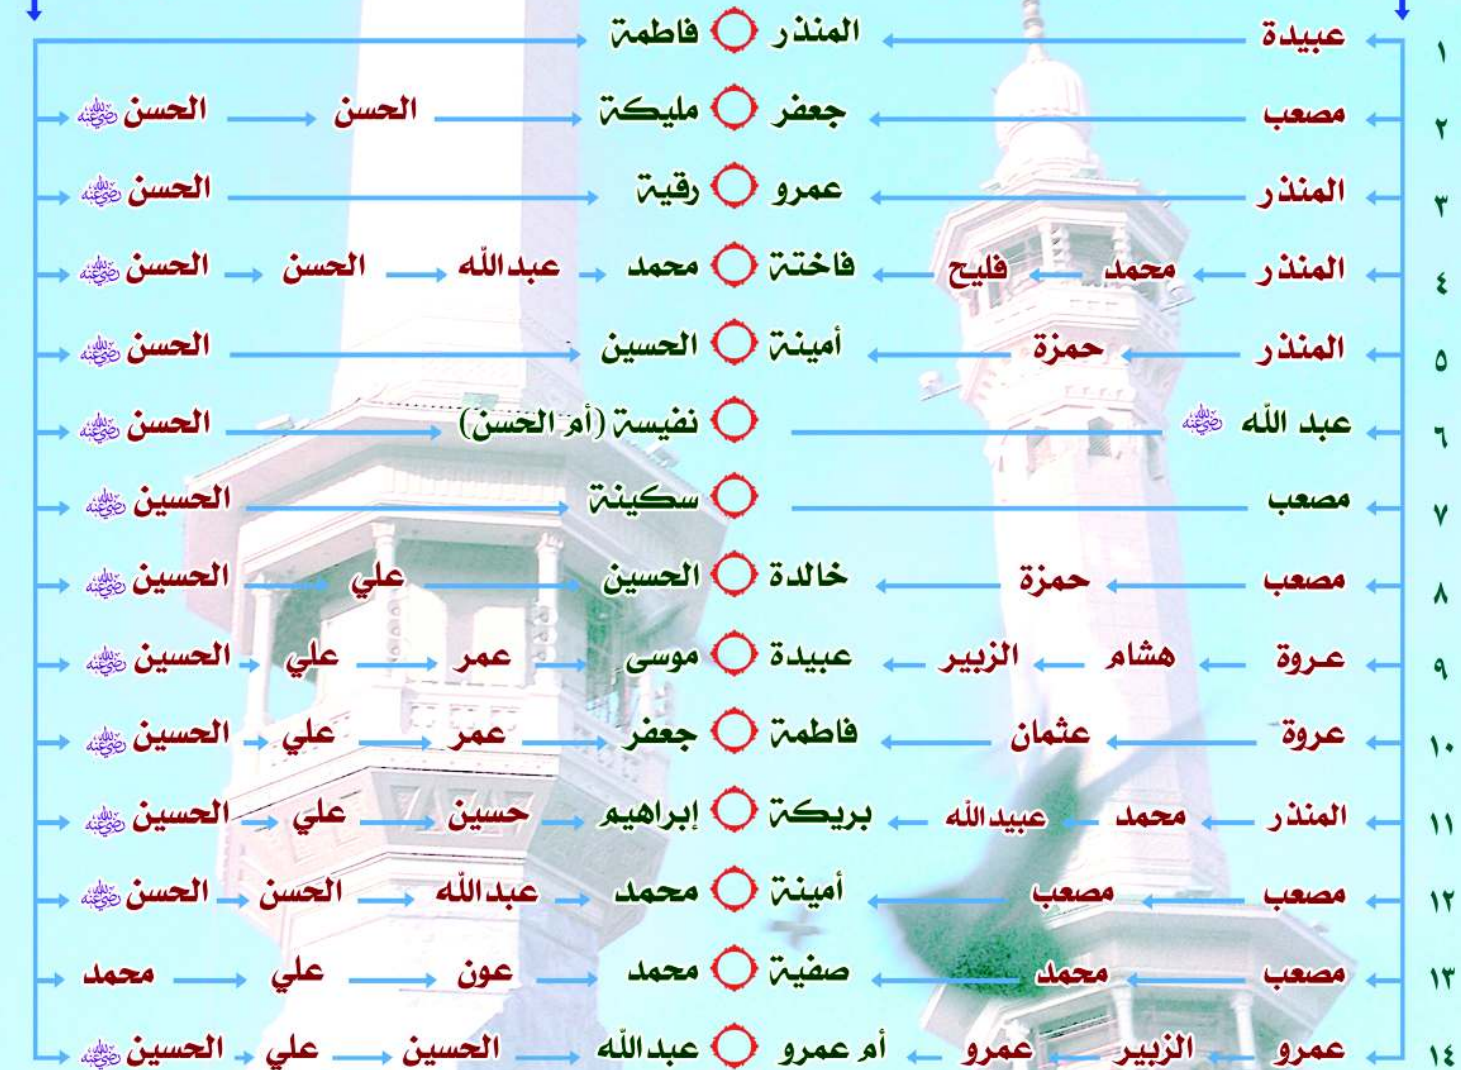 ١ عبيدة المنذر فاطمة
٢ مصعب جعفر مليكة الحسن الحسن رضي الله عنه
٣ المنذر عمرو رقية الحسن رضي الله عنه
٤ المنذر محمد فليح فاختة محمد عبدالله الحسن الحسن رضي الله عنه
٥ المنذر حمزة أمينة الحسين الحسن رضي الله عنه
٦ عبد الله رضي الله عنه نفيسة (أم الحسن) الحسن رضي الله عنه
٧ مصعب سكينة الحسين رضي الله عنه
٨ مصعب حمزة خالدة الحسين علي الحسين رضي الله عنه
٩ عروة هشام الزبير عبيدة موسى عمر علي الحسين رضي الله عنه
١٠ عروة عثمان فاطمة جعفر عمر علي الحسين رضي الله عنه
١١ المنذر محمد عبيدالله بريكة إبراهيم حسين علي الحسين رضي الله عنه
١٢ مصعب مصعب أمينة محمد عبدالله الحسن الحسن رضي الله عنه
١٣ مصعب محمد صفية محمد عون علي محمد
١٤ عمرو الزبير عمرو أم عمرو عبدالله الحسين علي الحسين رضي الله عنه